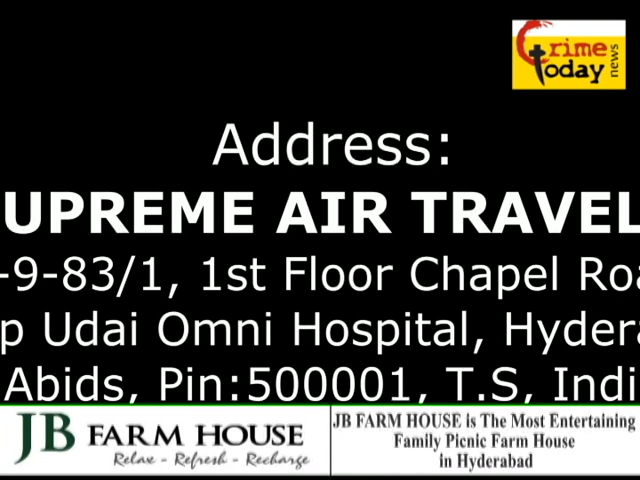 Crime
Today
news
Address:
UPREME AIR TRAVEL
-9-83/1, 1st Floor Chapel Roa
p Udai Omni Hospital, Hydera
Abids, Pin:500001, T.S, Indi
JB FARM HOUSE
Relax - Refresh - Recharge
JB FARM HOUSE is The Most Entertaining
Family Picnic Farm House
in Hyderabad